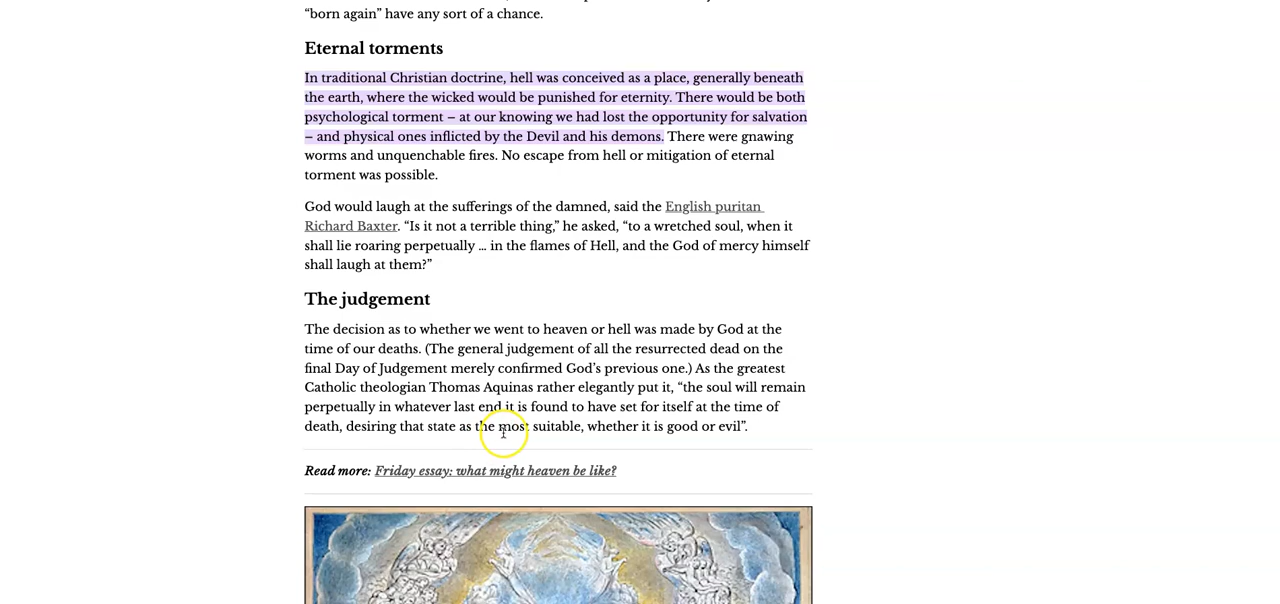 "born again" have any sort of a chance.
Eternal torments
In traditional Christian doctrine, hell was conceived as a place, generally beneath
the earth, where the wicked would be punished for eternity. There would be both
psychological torment – at our knowing we had lost the opportunity for salvation
– and physical ones inflicted by the Devil and his demons. There were gnawing
worms and unquenchable fires. No escape from hell or mitigation of eternal
torment was possible.
God would laugh at the sufferings of the damned, said the English puritan
Richard Baxter. “Is it not a terrible thing,” he asked, “to a wretched soul, when it
shall lie roaring perpetually … in the flames of Hell, and the God of mercy himself
shall laugh at them?”
The judgement
The decision as to whether we went to heaven or hell was made by God at the
time of our deaths. (The general judgement of all the resurrected dead on the
final Day of Judgement merely confirmed God’s previous one.) As the greatest
Catholic theologian Thomas Aquinas rather elegantly put it, “the soul will remain
perpetually in whatever last end it is found to have set for itself at the time of
death, desiring that state as the most suitable, whether it is good or evil”.
Read more: Friday essay: what might heaven be like?